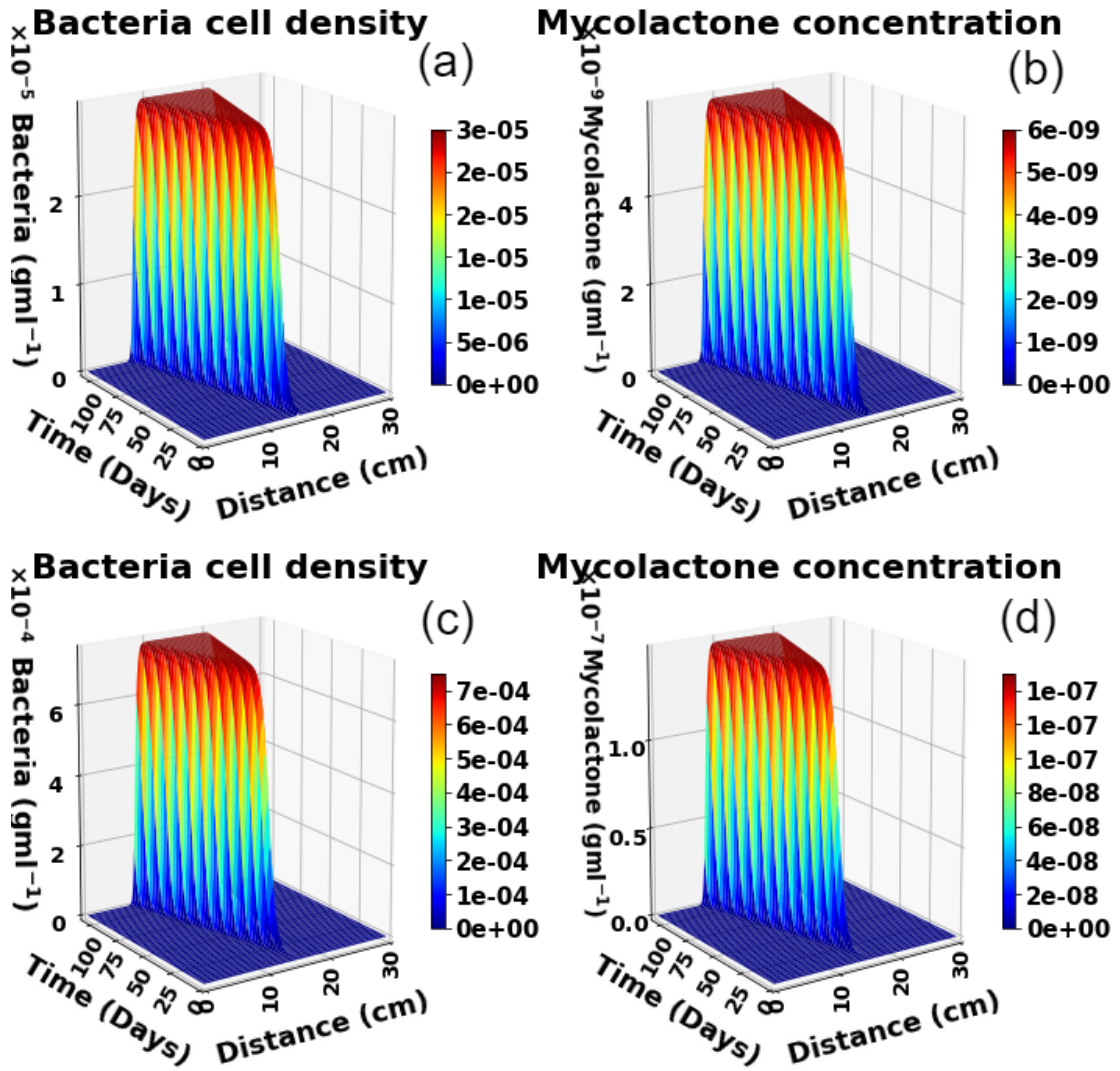 Bacteria cell density
(a)
×10⁻⁵ Bacteria (gml⁻¹)
2
1
0
100
75
50
25
0
Time (Days)
0
10
20
30
Distance (cm)
3e-05
2e-05
2e-05
1e-05
1e-05
5e-06
0e+00
Mycolactone concentration
(b)
×10⁻⁹ Mycolactone (gml⁻¹)
4
2
0
100
75
50
25
0
Time (Days)
0
10
20
30
Distance (cm)
6e-09
5e-09
4e-09
3e-09
2e-09
1e-09
0e+00
Bacteria cell density
(c)
×10⁻⁴ Bacteria (gml⁻¹)
6
4
2
0
100
75
50
25
0
Time (Days)
0
10
20
30
Distance (cm)
7e-04
6e-04
5e-04
4e-04
3e-04
2e-04
1e-04
0e+00
Mycolactone concentration
(d)
×10⁻⁷ Mycolactone (gml⁻¹)
1.0
0.5
0.0
100
75
50
25
0
Time (Days)
0
10
20
30
Distance (cm)
1e-07
1e-07
1e-07
8e-08
6e-08
4e-08
2e-08
0e+00